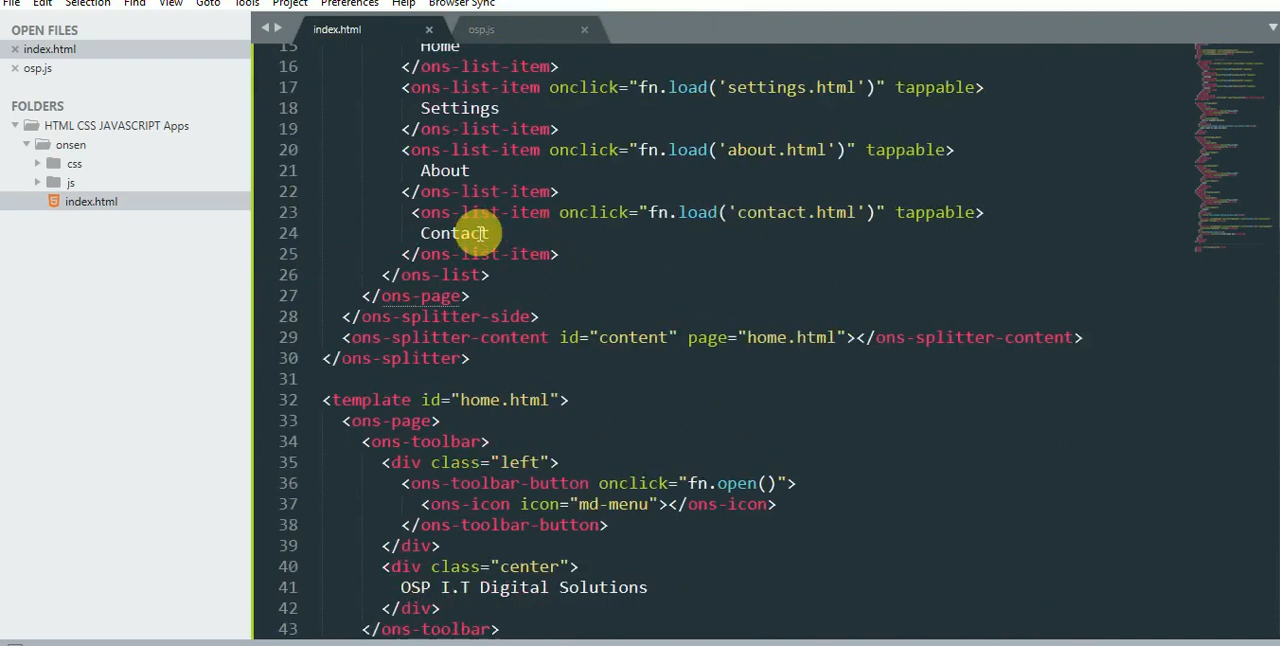 File Edit Selection Find View Goto Tools Project Preferences Help Browser Sync
OPEN FILES
× index.html
× osp.js
FOLDERS
HTML CSS JAVASCRIPT Apps
onsen
css
js
index.html
index.html × osp.js ×
15 Home
16 </ons-list-item>
17 <ons-list-item onclick="fn.load('settings.html')" tappable>
18 Settings
19 </ons-list-item>
20 <ons-list-item onclick="fn.load('about.html')" tappable>
21 About
22 </ons-list-item>
23 <ons-list-item onclick="fn.load('contact.html')" tappable>
24 Contact
25 </ons-list-item>
26 </ons-list>
27 </ons-page>
28 </ons-splitter-side>
29 <ons-splitter-content id="content" page="home.html"></ons-splitter-content>
30 </ons-splitter>
31
32 <template id="home.html">
33 <ons-page>
34 <ons-toolbar>
35 <div class="left">
36 <ons-toolbar-button onclick="fn.open()">
37 <ons-icon icon="md-menu"></ons-icon>
38 </ons-toolbar-button>
39 </div>
40 <div class="center">
41 OSP I.T Digital Solutions
42 </div>
43 </ons-toolbar>